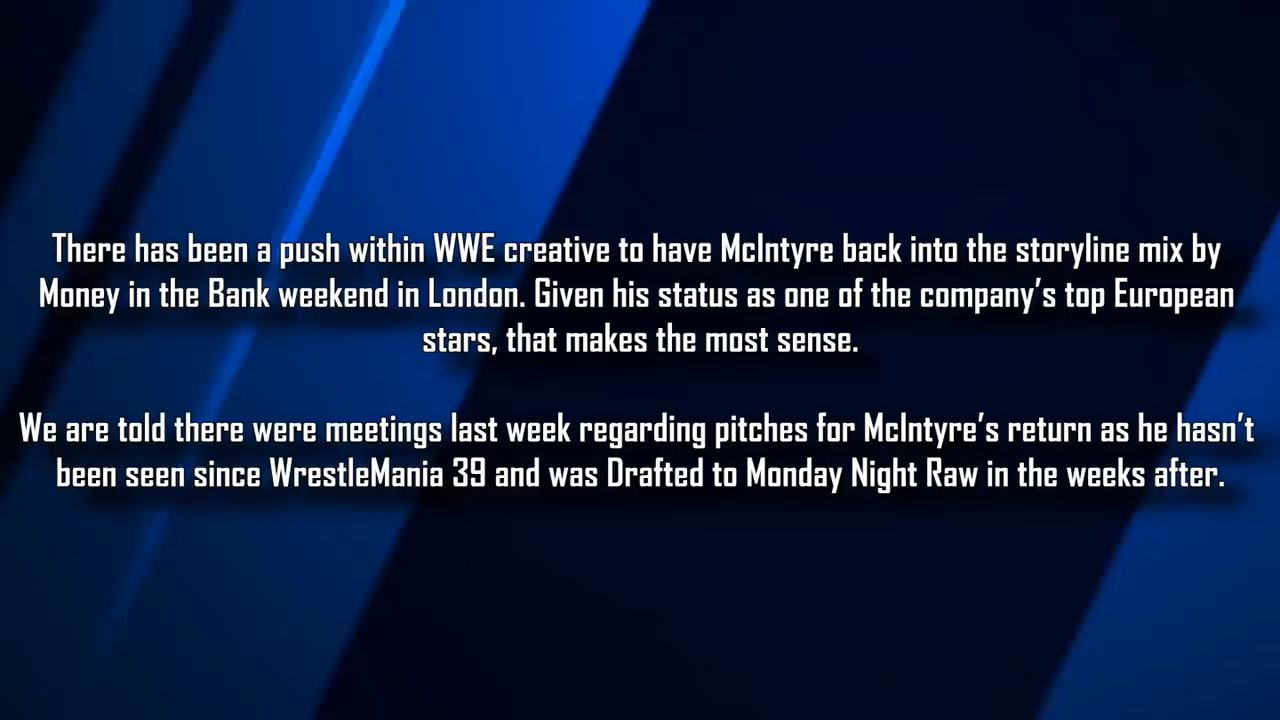 There has been a push within WWE creative to have McIntyre back into the storyline mix by
Money in the Bank weekend in London. Given his status as one of the company’s top European
stars, that makes the most sense.
We are told there were meetings last week regarding pitches for McIntyre’s return as he hasn’t
been seen since WrestleMania 39 and was Drafted to Monday Night Raw in the weeks after.